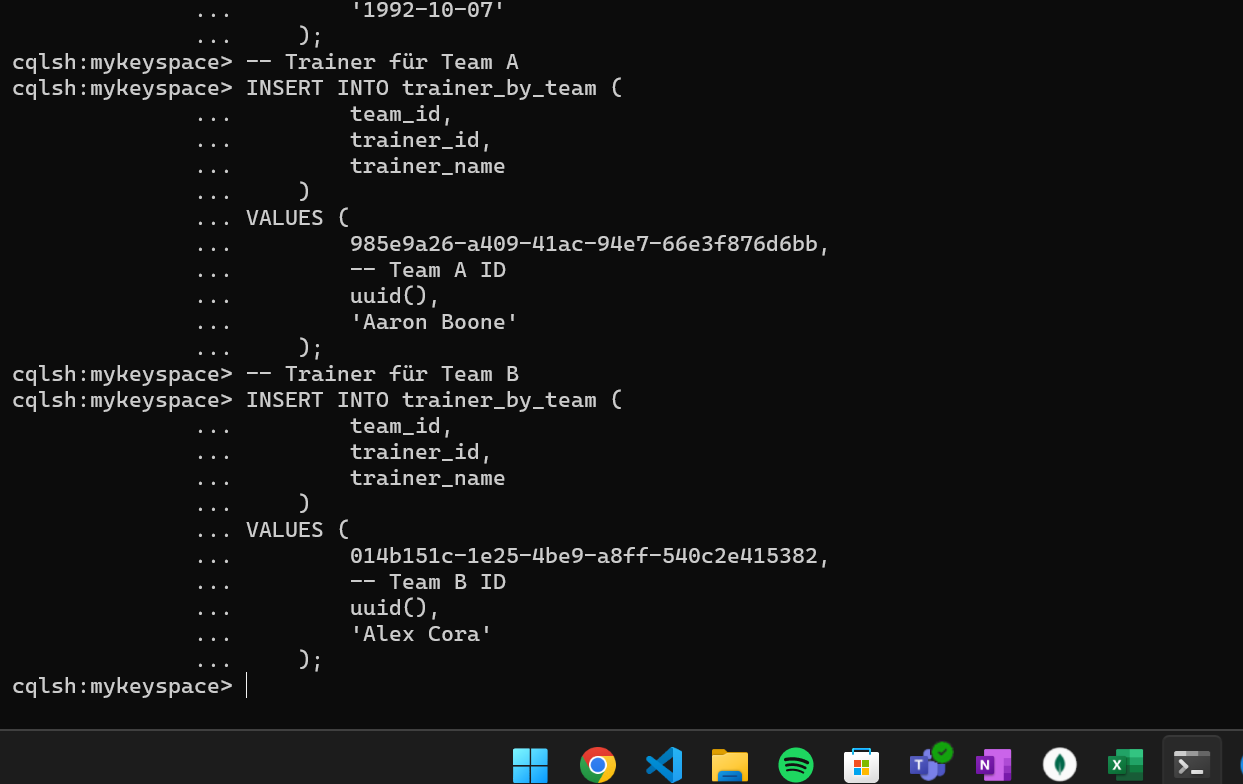 ...         '1992-10-07'
...     );
cqlsh:mykeyspace> -- Trainer für Team A
cqlsh:mykeyspace> INSERT INTO trainer_by_team (
...         team_id,
...         trainer_id,
...         trainer_name
...     )
... VALUES (
...         985e9a26-a409-41ac-94e7-66e3f876d6bb,
...         -- Team A ID
...         uuid(),
...         'Aaron Boone'
...     );
cqlsh:mykeyspace> -- Trainer für Team B
cqlsh:mykeyspace> INSERT INTO trainer_by_team (
...         team_id,
...         trainer_id,
...         trainer_name
...     )
... VALUES (
...         014b151c-1e25-4be9-a8ff-540c2e415382,
...         -- Team B ID
...         uuid(),
...         'Alex Cora'
...     );
cqlsh:mykeyspace>
T N X